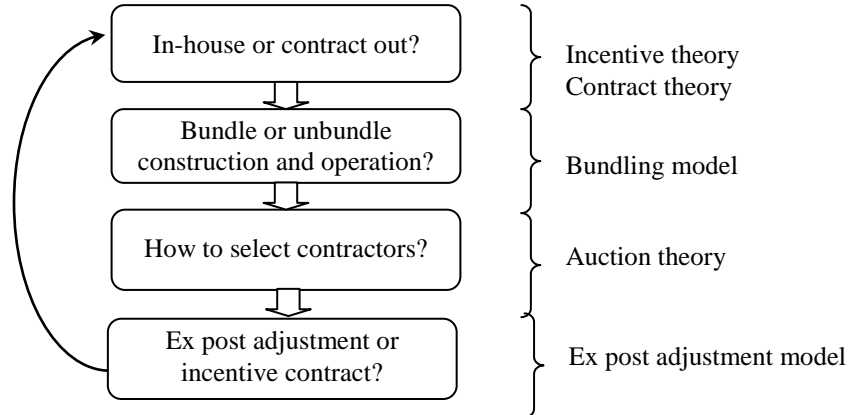 In-house or contract out?
Incentive theory
Contract theory
Bundle or unbundle
construction and operation?
Bundling model
How to select contractors?
Auction theory
Ex post adjustment or
incentive contract?
Ex post adjustment model